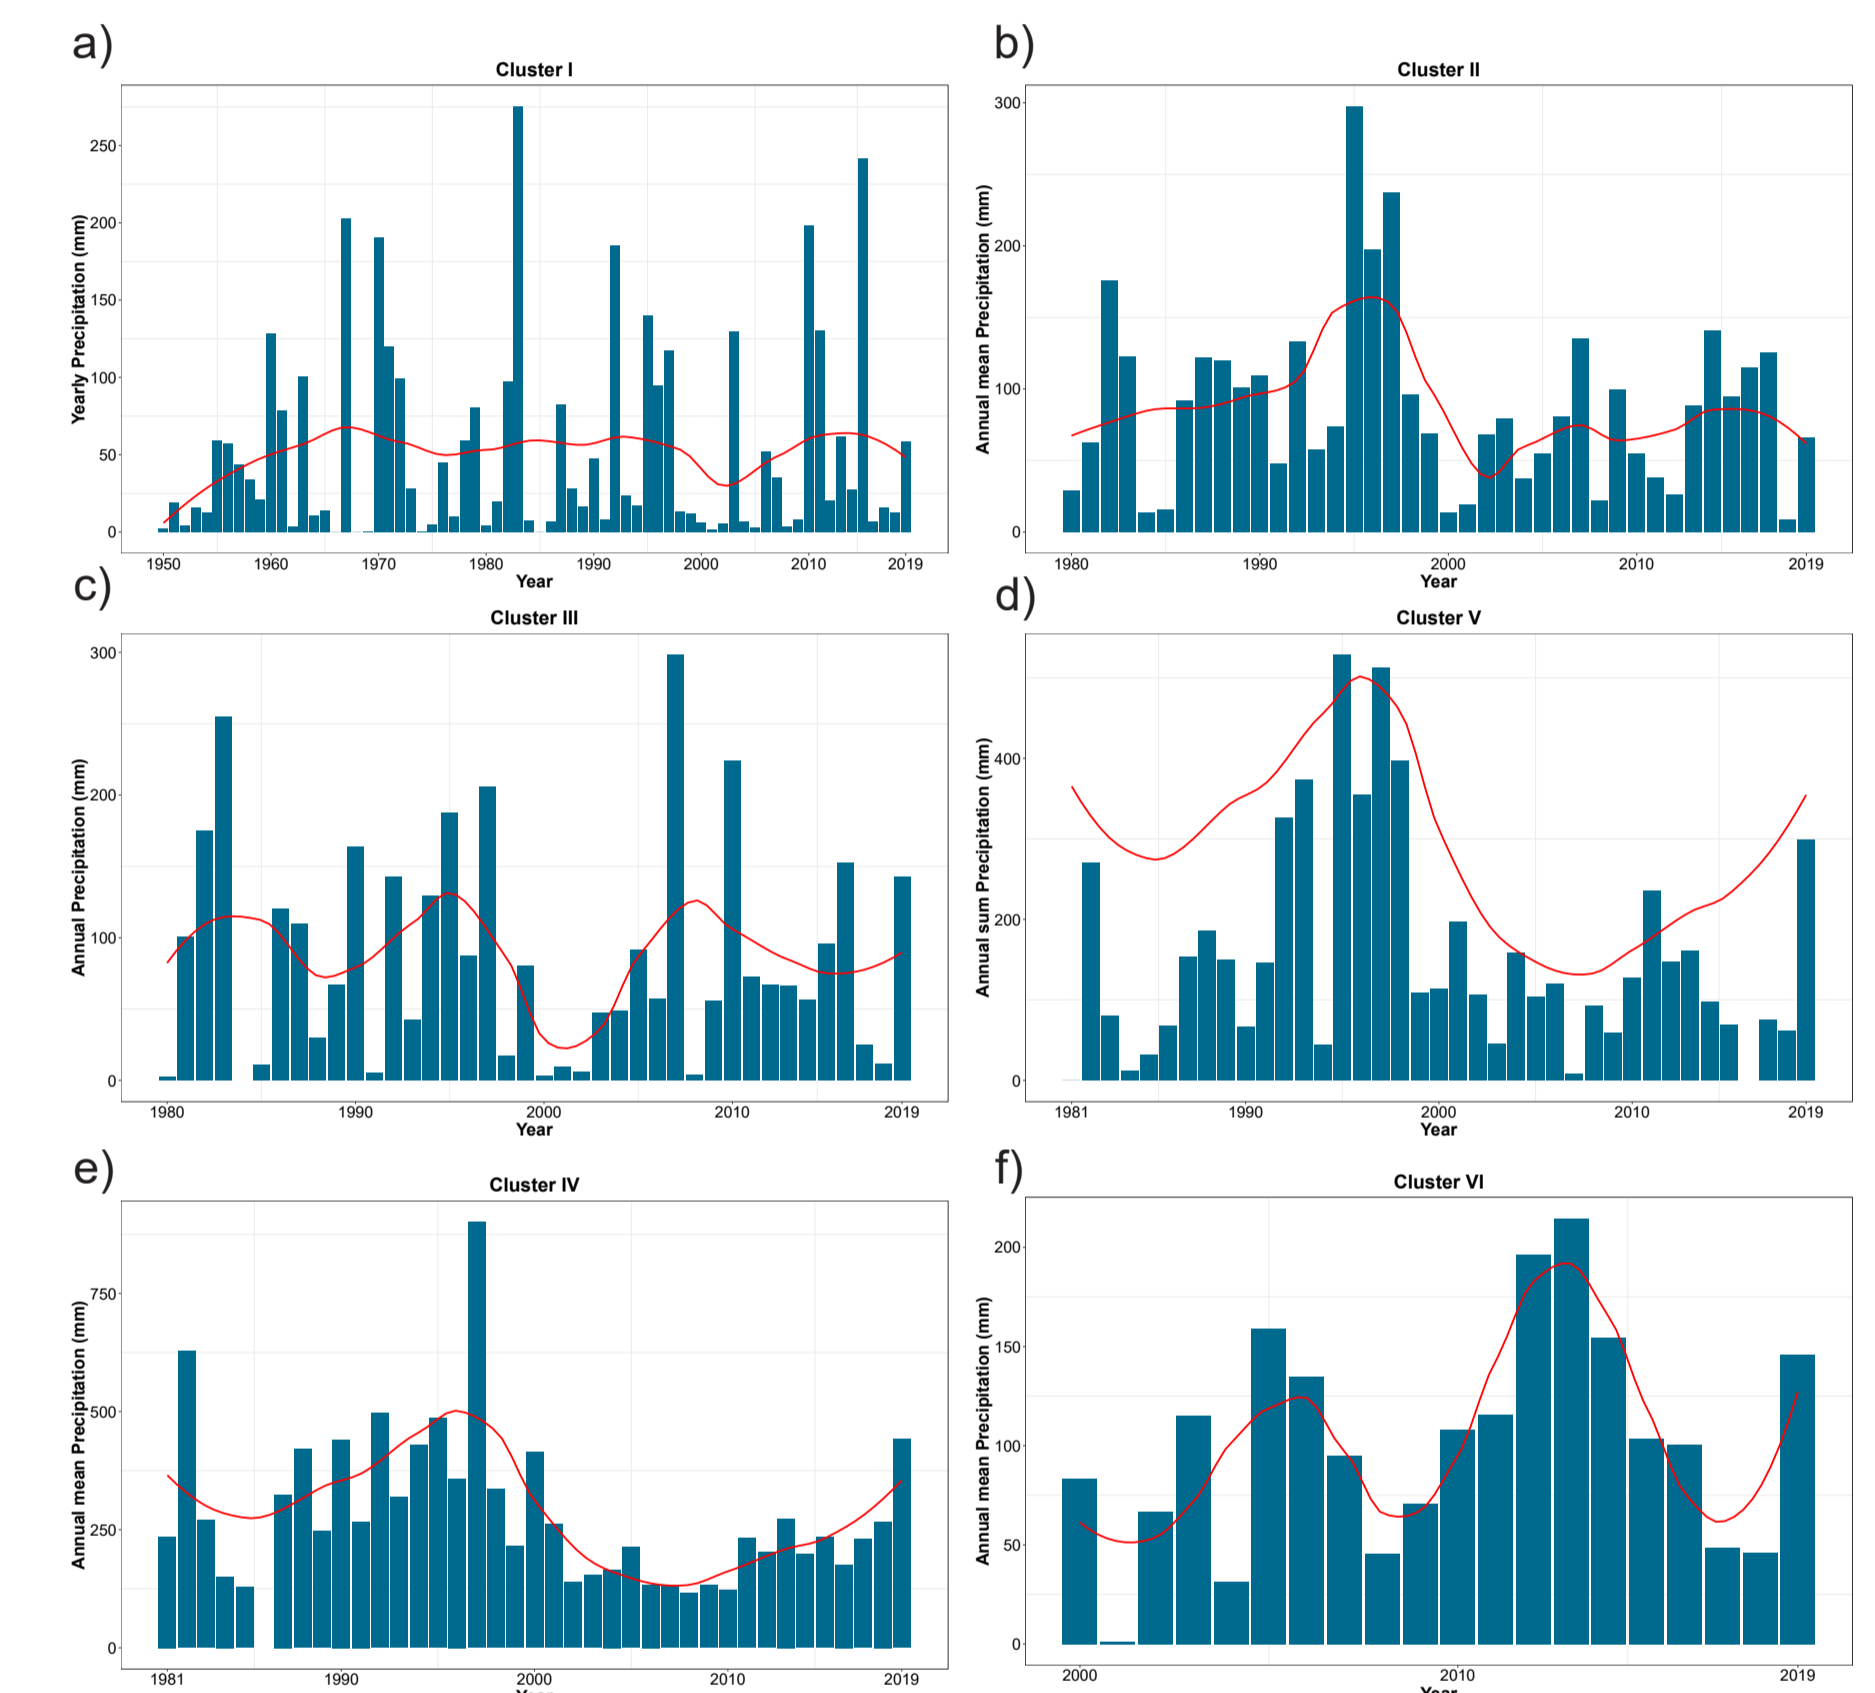 a)
Cluster I
Yearly Precipitation (mm)
250
200
150
100
50
0
1950 1960 1970 1980 1990 2000 2010 2019
Year
b)
Cluster II
Annual mean Precipitation (mm)
300
200
100
0
1980 1990 2000 2010 2019
Year
c)
Cluster III
Annual Precipitation (mm)
300
200
100
0
1980 1990 2000 2010 2019
Year
d)
Cluster V
Annual sum Precipitation (mm)
400
200
0
1981 1990 2000 2010 2019
Year
e)
Cluster IV
Annual mean Precipitation (mm)
750
500
250
0
1981 1990 2000 2010 2019
Year
f)
Cluster VI
Annual mean Precipitation (mm)
200
150
100
50
0
2000 2010 2019
Year